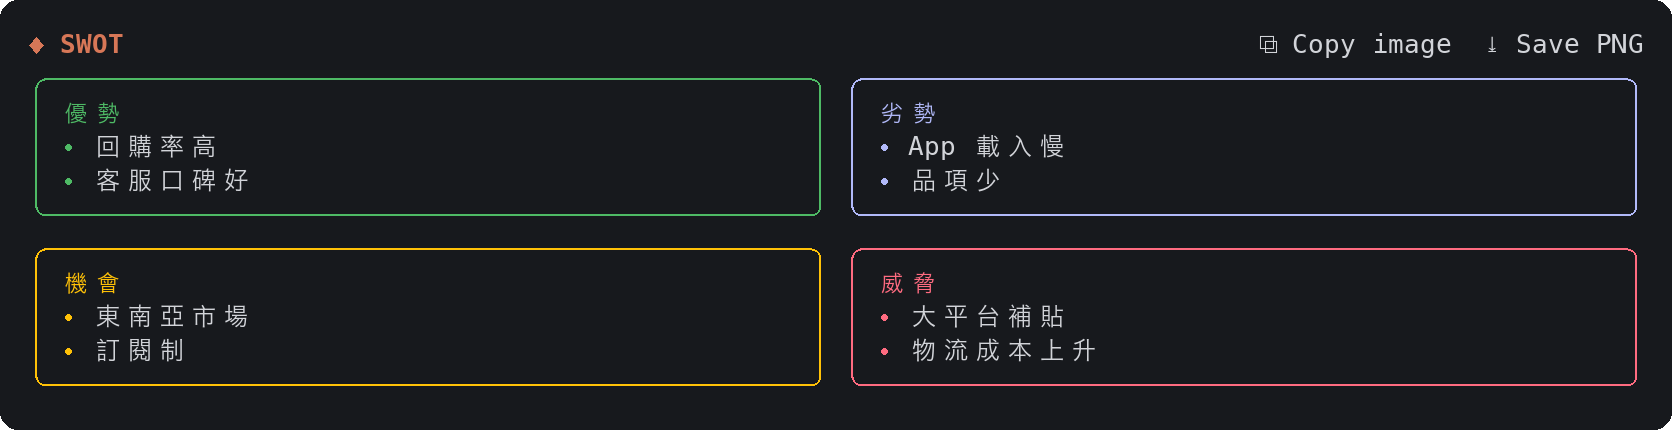 ◆ SWOT
Copy image
Save PNG
優勢
• 回購率高
• 客服口碑好
劣勢
• App 載入慢
• 品項少
機會
• 東南亞市場
• 訂閱制
威脅
• 大平台補貼
• 物流成本上升